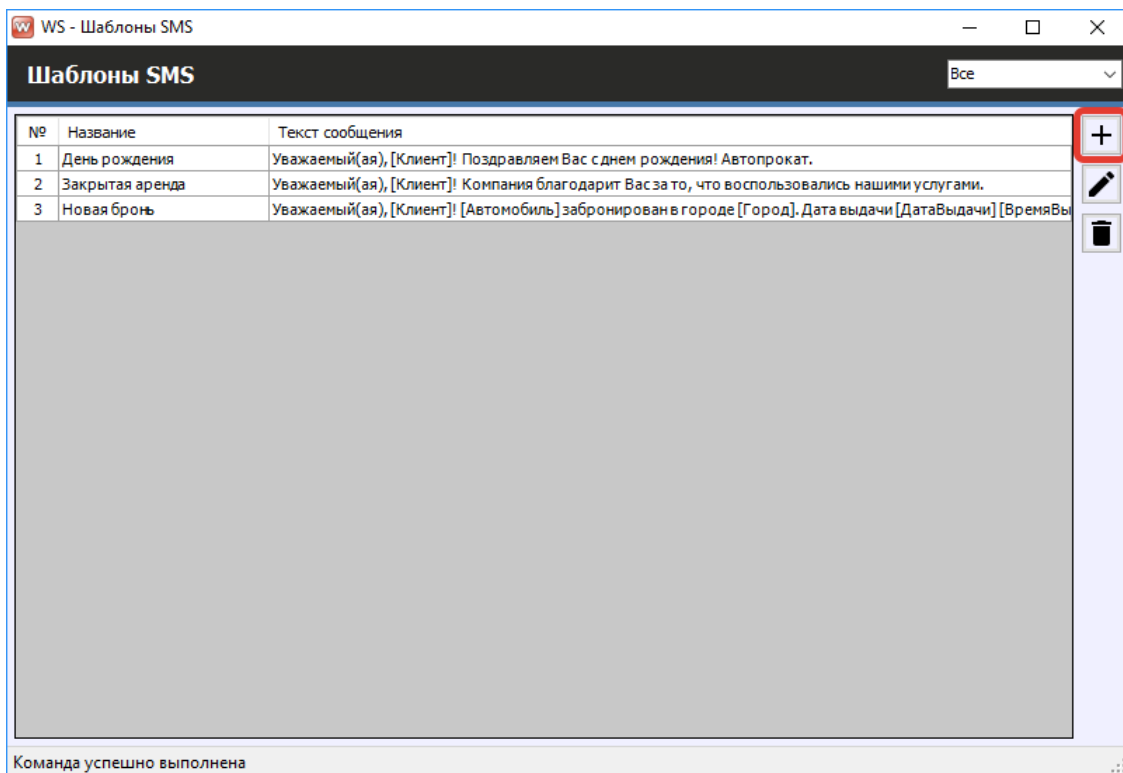 WS - Шаблоны SMS
Шаблоны SMS
Все
№ Название Текст сообщения
1 День рождения Уважаемый(ая), [Клиент]! Поздравляем Вас с днем рождения! Автопрокат.
2 Закрытая аренда Уважаемый(ая), [Клиент]! Компания благодарит Вас за то, что воспользовались нашими услугами.
3 Новая бронь Уважаемый(ая), [Клиент]! [Автомобиль] забронирован в городе [Город]. Дата выдачи [ДатаВыдачи] [ВремяВы
Команда успешно выполнена